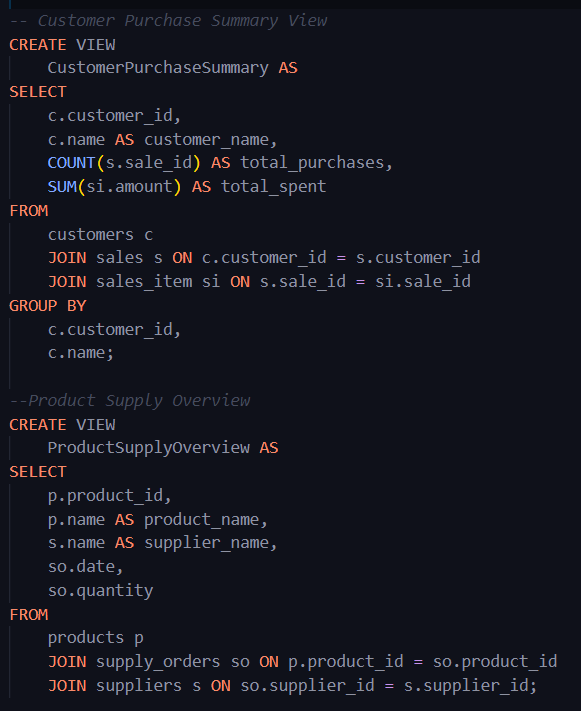 -- Customer Purchase Summary View
CREATE VIEW
    CustomerPurchaseSummary AS
SELECT
    c.customer_id,
    c.name AS customer_name,
    COUNT(s.sale_id) AS total_purchases,
    SUM(si.amount) AS total_spent
FROM
    customers c
    JOIN sales s ON c.customer_id = s.customer_id
    JOIN sales_item si ON s.sale_id = si.sale_id
GROUP BY
    c.customer_id,
    c.name;

--Product Supply Overview
CREATE VIEW
    ProductSupplyOverview AS
SELECT
    p.product_id,
    p.name AS product_name,
    s.name AS supplier_name,
    so.date,
    so.quantity
FROM
    products p
    JOIN supply_orders so ON p.product_id = so.product_id
    JOIN suppliers s ON so.supplier_id = s.supplier_id;